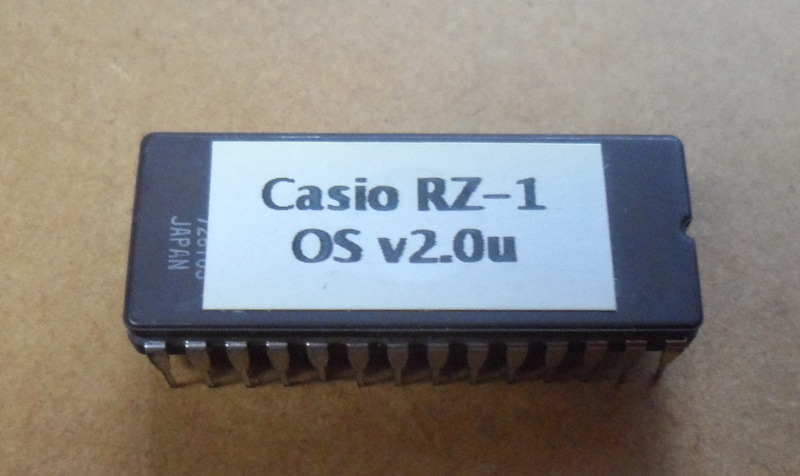 Casio RZ-1
OS v2.0u
JAPAN